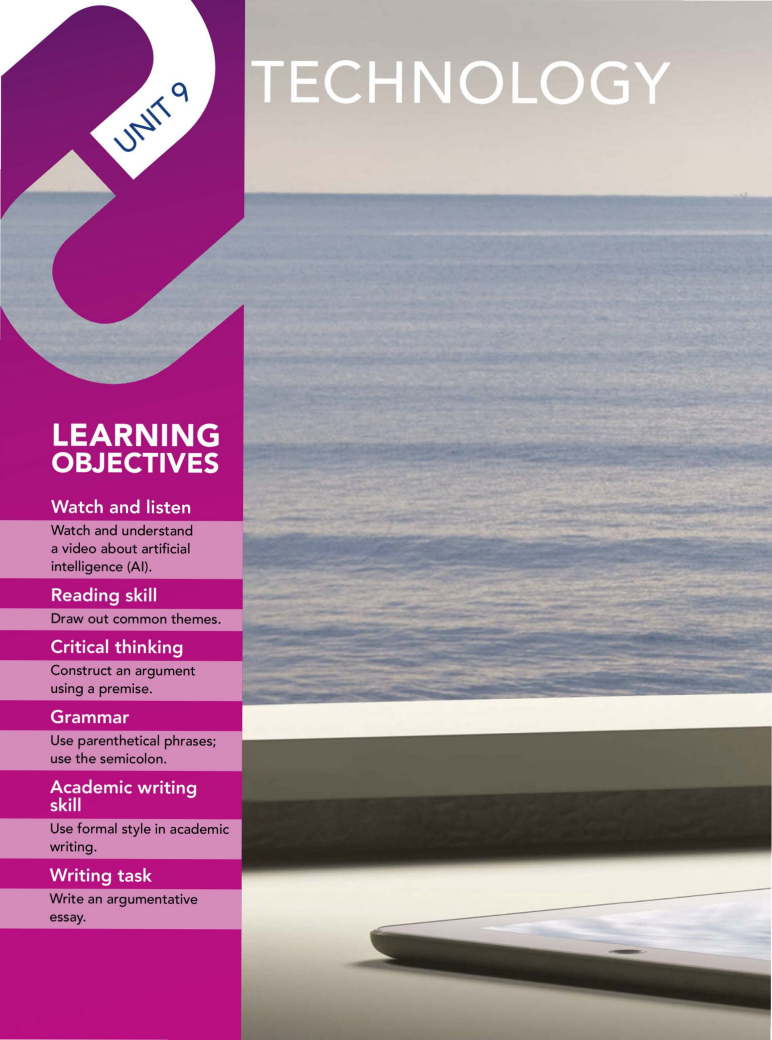 UNIT 9
TECHNOLOGY
LEARNING
OBJECTIVES
Watch and listen
Watch and understand
a video about artificial
intelligence (AI).
Reading skill
Draw out common themes.
Critical thinking
Construct an argument
using a premise.
Grammar
Use parenthetical phrases;
use the semicolon.
Academic writing
skill
Use formal style in academic
writing.
Writing task
Write an argumentative
essay.